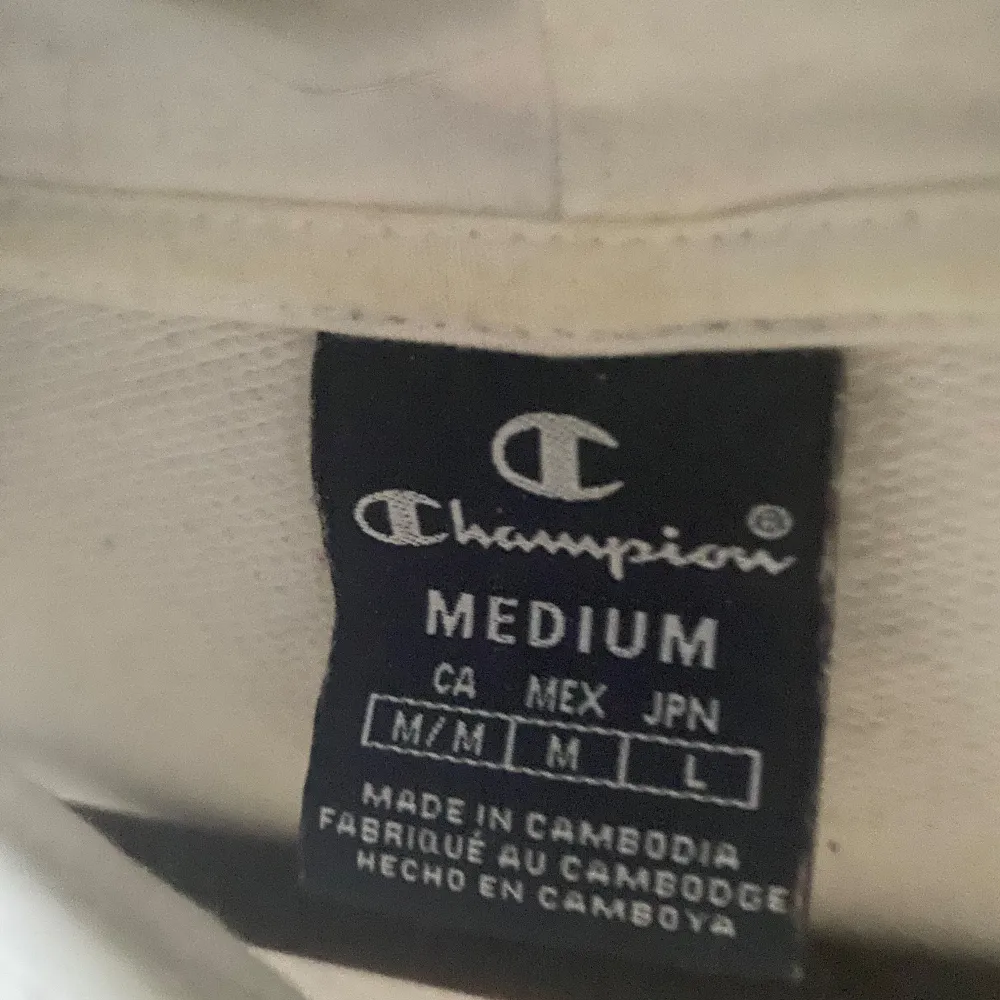 Champion®
MEDIUM
CA MEX JPN
M/M M L
MADE IN CAMBODIA
FABRIQUÉ AU CAMBODGE
HECHO EN CAMBOYA